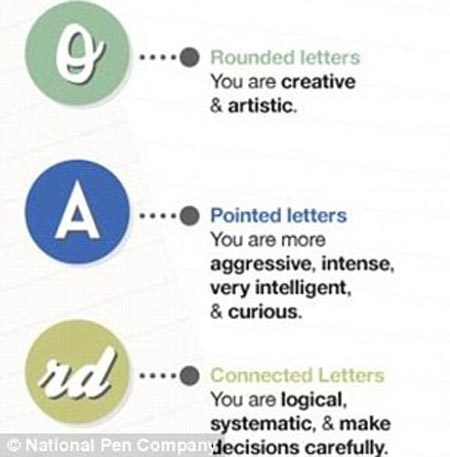 O
Rounded letters
You are creative
& artistic.
A
Pointed letters
You are more
aggressive, intense,
very intelligent,
& curious.
rd
Connected Letters
You are logical,
systematic, & make
decisions carefully.
© National Pen Company